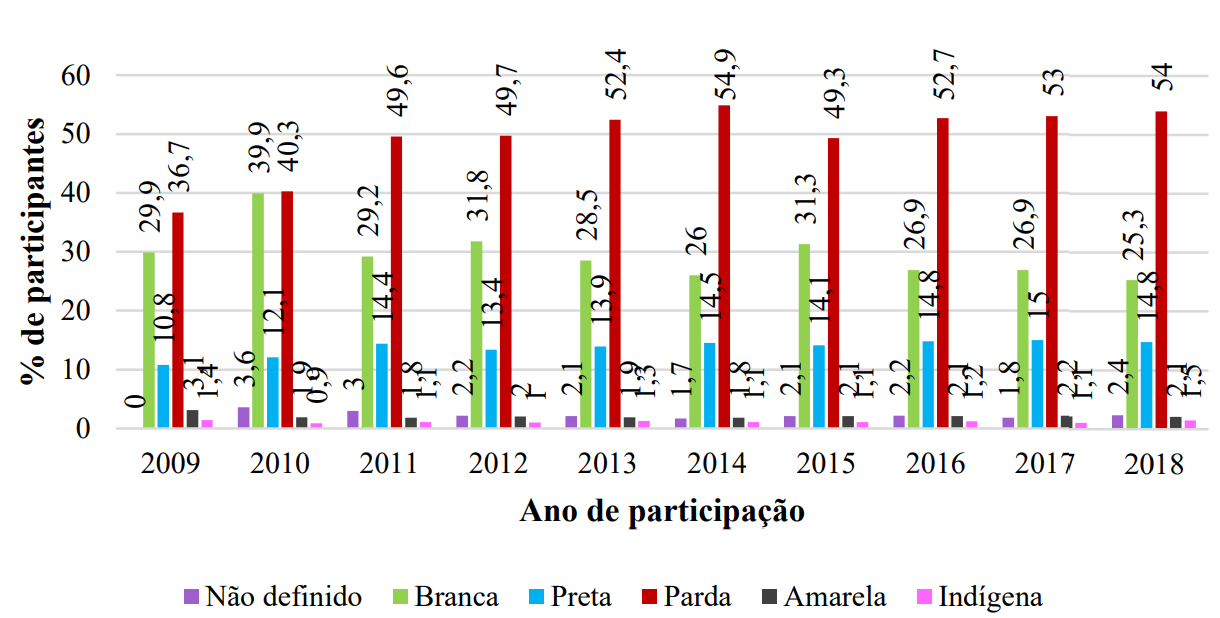 % de participantes
60
50
40
30
20
10
0
0 29,9 10,8 36,7 3,1 1,4
3,6 39,9 12,1 40,3 1,9 0,9
3 29,2 14,4 49,6 1,8 1,1
2,2 31,8 13,4 49,7 2 1
2,1 28,5 13,9 52,4 1,9 1,3
1,7 26 14,5 54,9 1,8 1,1
2,1 31,3 14,1 49,3 2,1 1,1
2,2 26,9 14,8 52,7 2,1 1,2
1,8 26,9 15 53 2,2 1,1
2,4 25,3 14,8 54 2,1 1,5
2009 2010 2011 2012 2013 2014 2015 2016 2017 2018
Ano de participação
Não definido Branca Preta Parda Amarela Indígena